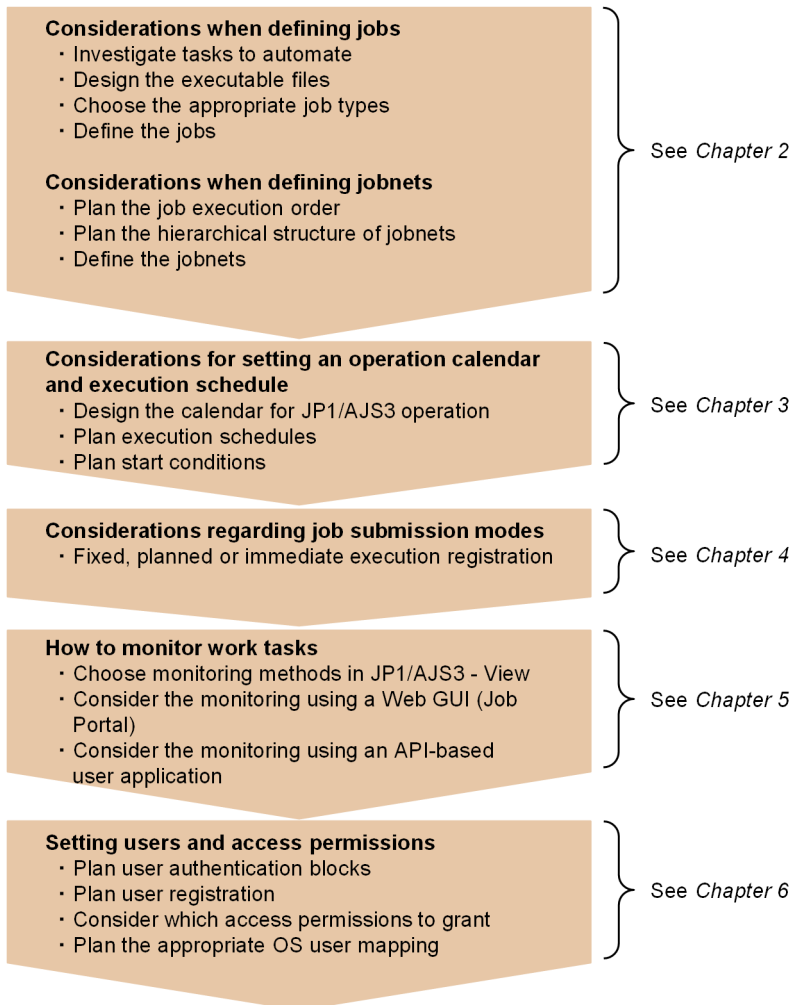 Considerations when defining jobs
・Investigate tasks to automate
・Design the executable files
・Choose the appropriate job types
・Define the jobs
Considerations when defining jobnets
・Plan the job execution order
・Plan the hierarchical structure of jobnets
・Define the jobnets
See Chapter 2
Considerations for setting an operation calendar
and execution schedule
・Design the calendar for JP1/AJS3 operation
・Plan execution schedules
・Plan start conditions
See Chapter 3
Considerations regarding job submission modes
・Fixed, planned or immediate execution registration
See Chapter 4
How to monitor work tasks
・Choose monitoring methods in JP1/AJS3 - View
・Consider the monitoring using a Web GUI (Job
Portal)
・Consider the monitoring using an API-based
user application
See Chapter 5
Setting users and access permissions
・Plan user authentication blocks
・Plan user registration
・Consider which access permissions to grant
・Plan the appropriate OS user mapping
See Chapter 6